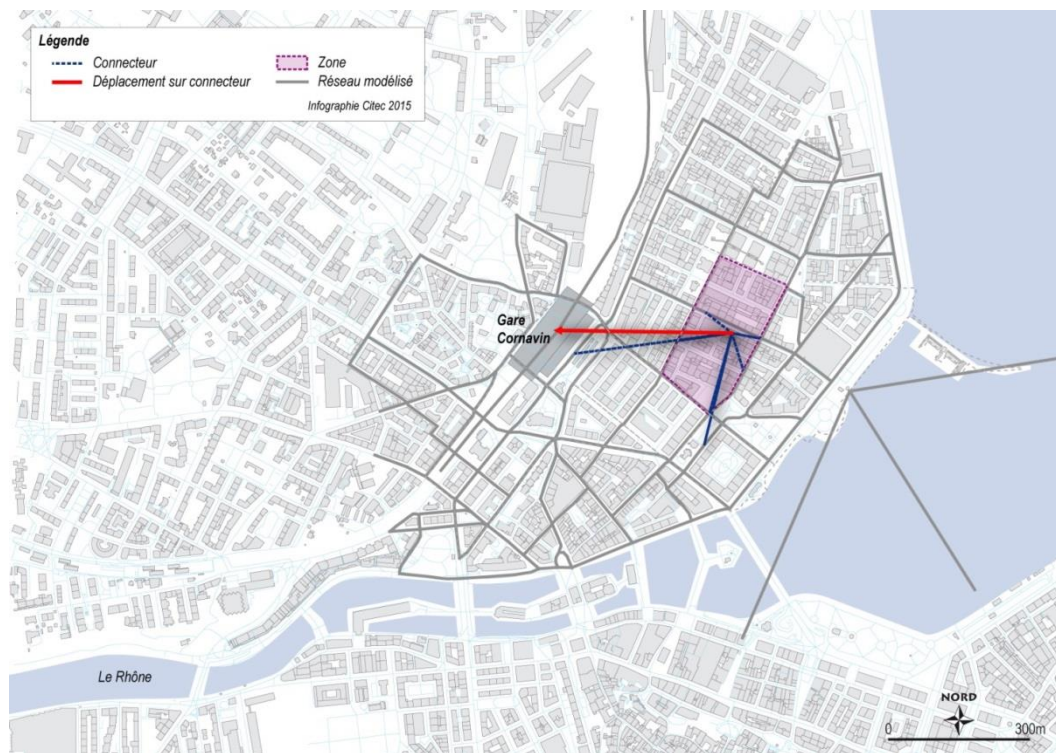 Légende
Connecteur
Zone
Déplacement sur connecteur
Réseau modélisé
Infographie Citec 2015
Gare
Cornavin
Le Rhône
NORD
0 300m